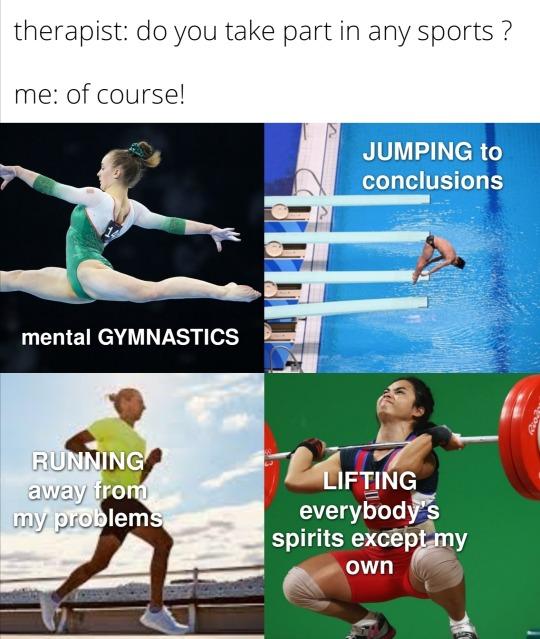 therapist: do you take part in any sports ?
me: of course!
JUMPING to
conclusions
14
mental GYMNASTICS
RUNNING
away from
my problems
LIFTING
everybody's
spirits except my
own